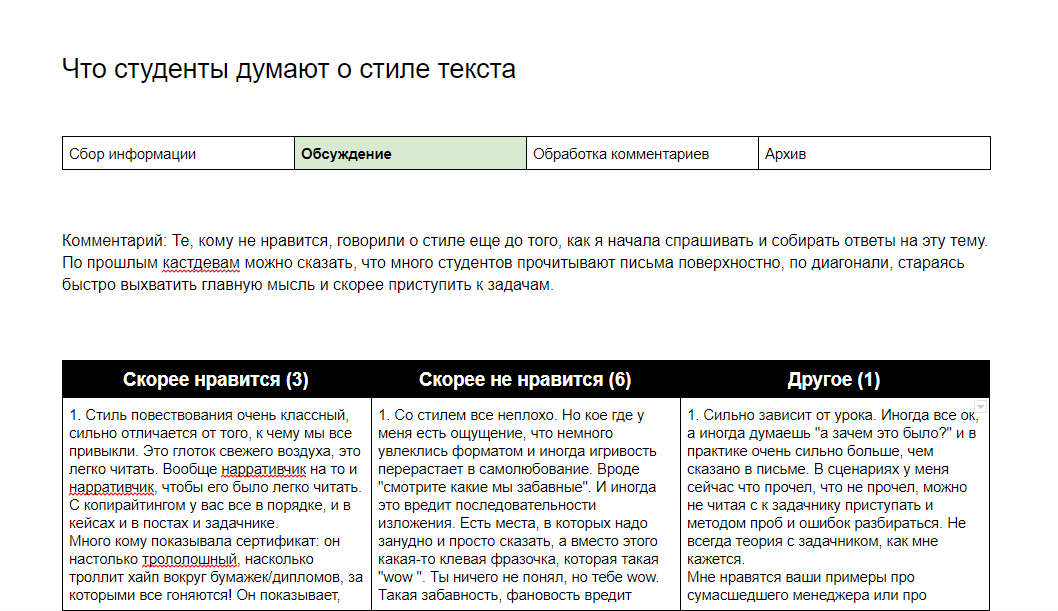 Что студенты думают о стиле текста
Сбор информации
Обсуждение
Обработка комментариев
Архив
Комментарий: Те, кому не нравится, говорили о стиле еще до того, как я начала спрашивать и собирать ответы на эту тему.
По прошлым кастдевам можно сказать, что много студентов прочитывают письма поверхностно, по диагонали, стараясь
быстро выхватить главную мысль и скорее приступить к задачам.
Скорее нравится (3)
1. Стиль повествования очень классный,
сильно отличается от того, к чему мы все
привыкли. Это глоток свежего воздуха, это
легко читать. Вообще нарративчик на то и
нарративчик, чтобы его было легко читать.
С копирайтингом у вас все в порядке, и в
кейсах и в постах и задачнике.
Много кому показывала сертификат: он
настолько трололошный, насколько
троллит хайп вокруг бумажек/дипломов, за
которыми все гоняются! Он показывает,
Скорее не нравится (6)
1. Со стилем все неплохо. Но кое где у
меня есть ощущение, что немного
увлеклись форматом и иногда игривость
перерастает в самолюбование. Вроде
"смотрите какие мы забавные". И иногда
это вредит последовательности
изложения. Есть места, в которых надо
занудно и просто сказать, а вместо этого
какая-то клевая фразочка, которая такая
"wow ". Ты ничего не понял, но тебе wow.
Такая забавность, фановость вредит
Другое (1)
1. Сильно зависит от урока. Иногда все ок,
а иногда думаешь "а зачем это было?" и в
практике очень сильно больше, чем
сказано в письме. В сценариях у меня
сейчас что прочел, что не прочел, можно
не читая с к задачнику приступать и
методом проб и ошибок разбираться. Не
всегда теория с задачником, как мне
кажется.
Мне нравятся ваши примеры про
сумасшедшего менеджера или про